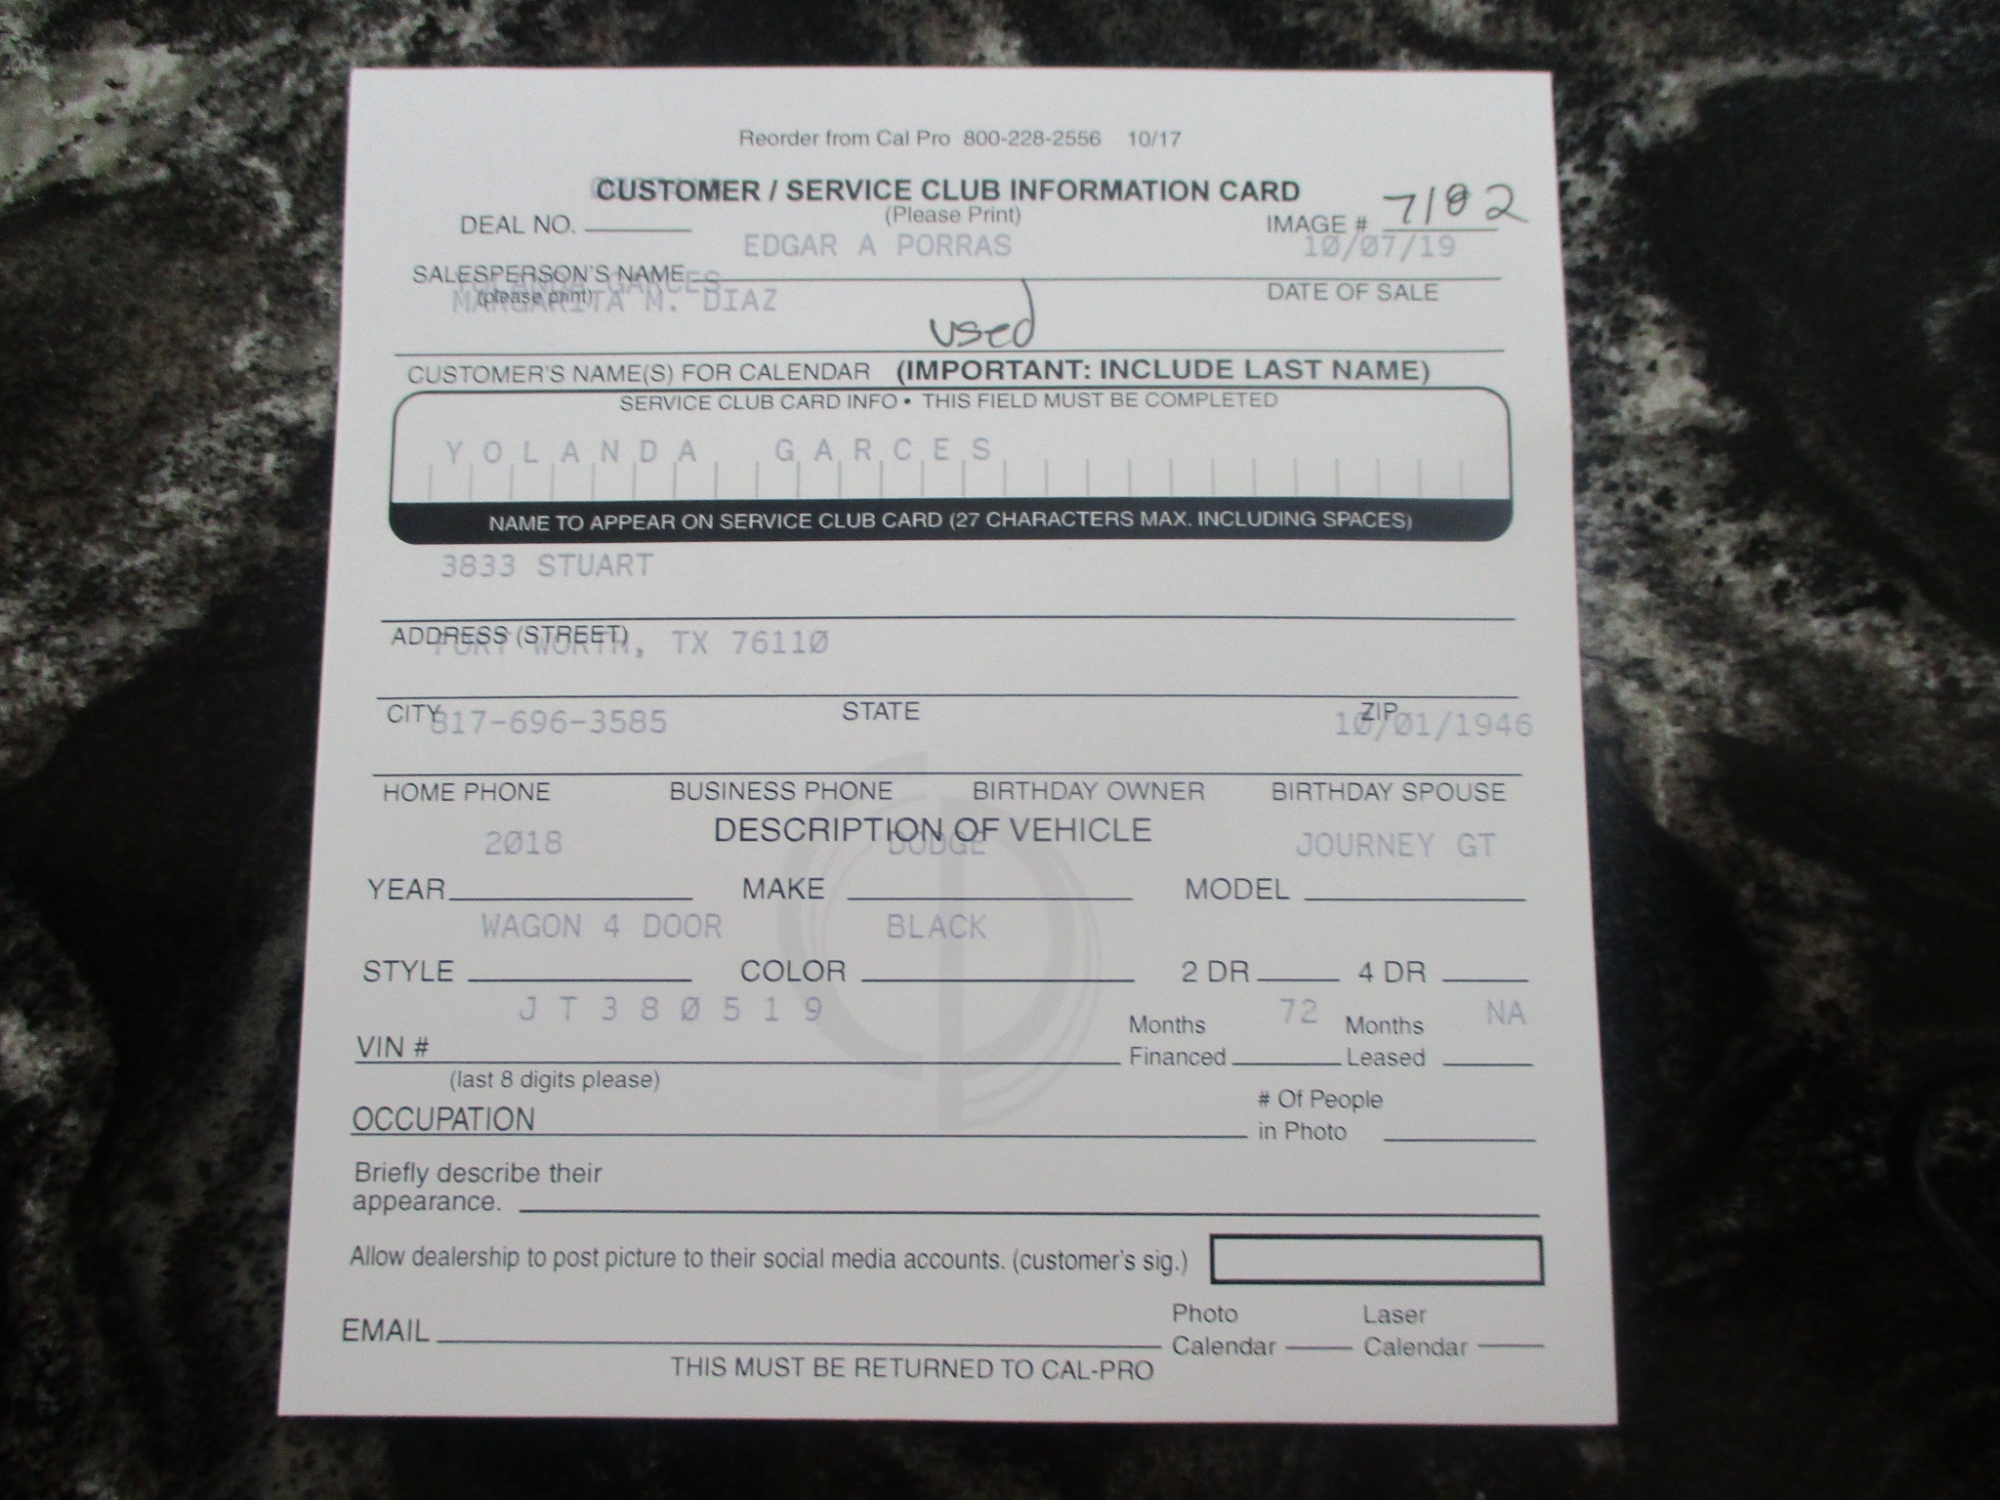 Reorder from Cal Pro 800-228-2556 10/17
CUSTOMER / SERVICE CLUB INFORMATION CARD
(Please Print)
DEAL NO.
IMAGE # 7182
EDGAR A PORRAS
10/07/19
SALESPERSON'S NAME
(please print)
DATE OF SALE
YOLANDA GARCES
MARGARITA M. DIAZ
used
CUSTOMER'S NAME(S) FOR CALENDAR (IMPORTANT: INCLUDE LAST NAME)
SERVICE CLUB CARD INFO • THIS FIELD MUST BE COMPLETED
YOLANDA GARCES
NAME TO APPEAR ON SERVICE CLUB CARD (27 CHARACTERS MAX. INCLUDING SPACES)
3833 STUART
ADDRESS (STREET)
FORT WORTH, TX 76110
CITY STATE ZIP
817-696-3585 10/01/1946
HOME PHONE BUSINESS PHONE BIRTHDAY OWNER BIRTHDAY SPOUSE
DESCRIPTION OF VEHICLE
2018 DODGE JOURNEY GT
YEAR MAKE MODEL
WAGON 4 DOOR BLACK
STYLE COLOR 2 DR 4 DR
JT380519 72 NA
VIN # Months Financed Months Leased
(last 8 digits please)
OCCUPATION # Of People in Photo
Briefly describe their
appearance.
Allow dealership to post picture to their social media accounts. (customer's sig.)
EMAIL Photo Calendar Laser Calendar
THIS MUST BE RETURNED TO CAL-PRO